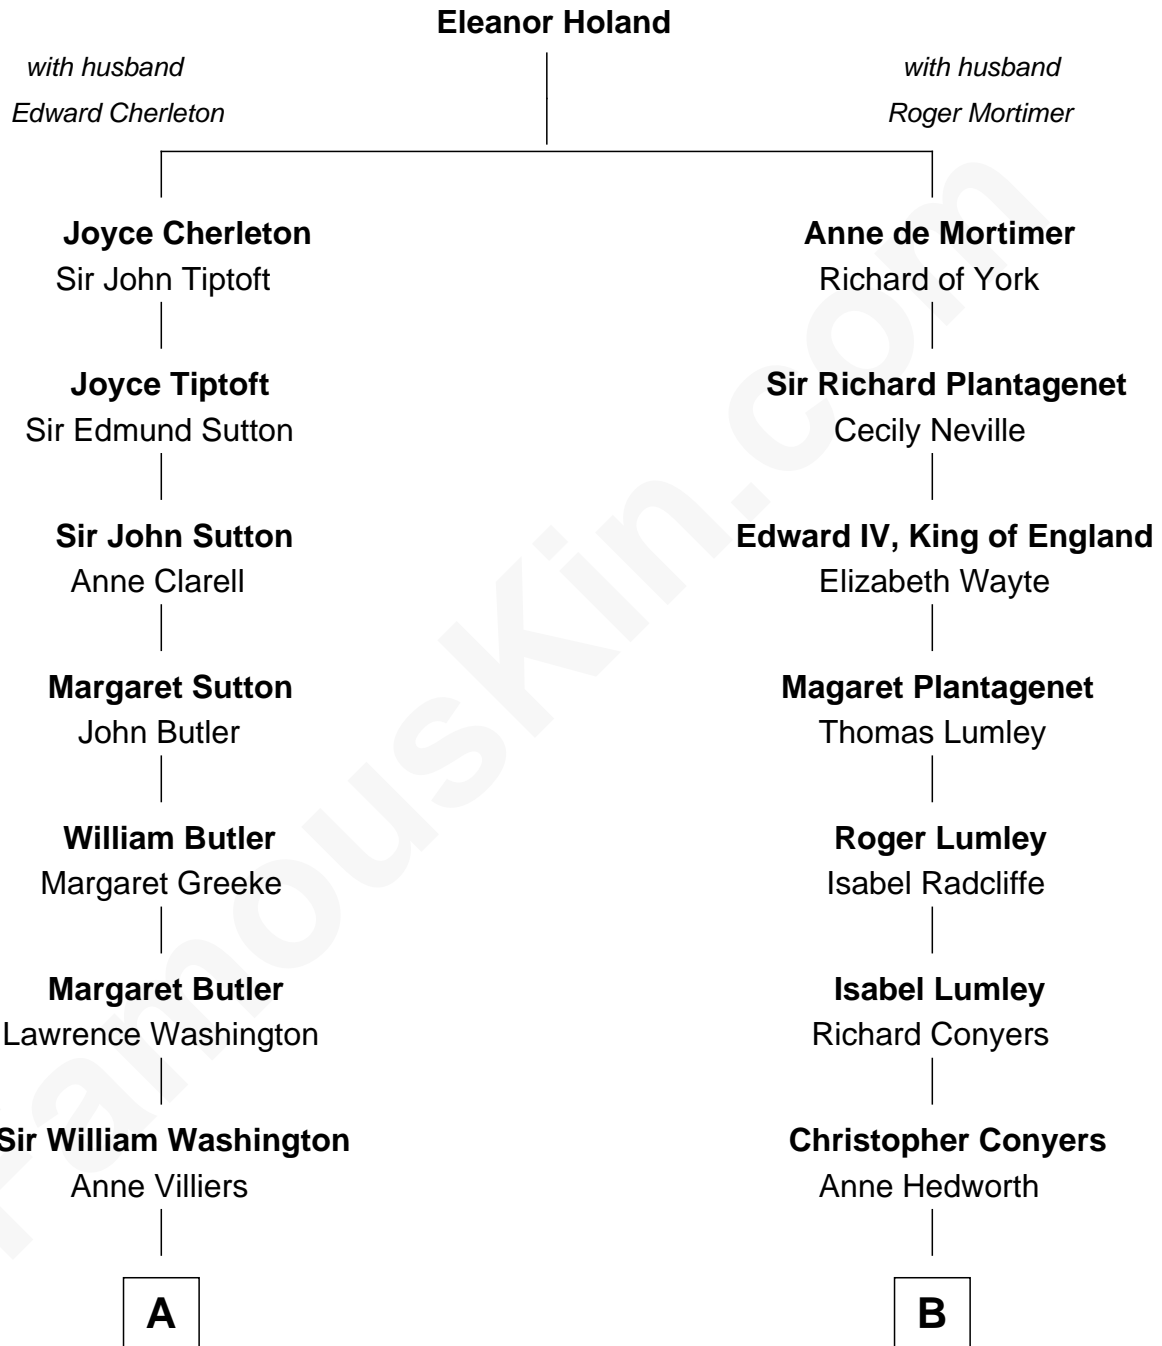 Eleanor Holand
with husband
Edward Cherleton
with husband
Roger Mortimer
Joyce Cherleton
Sir John Tiptoft
Joyce Tiptoft
Sir Edmund Sutton
Sir John Sutton
Anne Clarell
Margaret Sutton
John Butler
William Butler
Margaret Greeke
Margaret Butler
Lawrence Washington
Sir William Washington
Anne Villiers
A
Anne de Mortimer
Richard of York
Sir Richard Plantagenet
Cecily Neville
Edward IV, King of England
Elizabeth Wayte
Magaret Plantagenet
Thomas Lumley
Roger Lumley
Isabel Radcliffe
Isabel Lumley
Richard Conyers
Christopher Conyers
Anne Hedworth
B
FamousKin.com